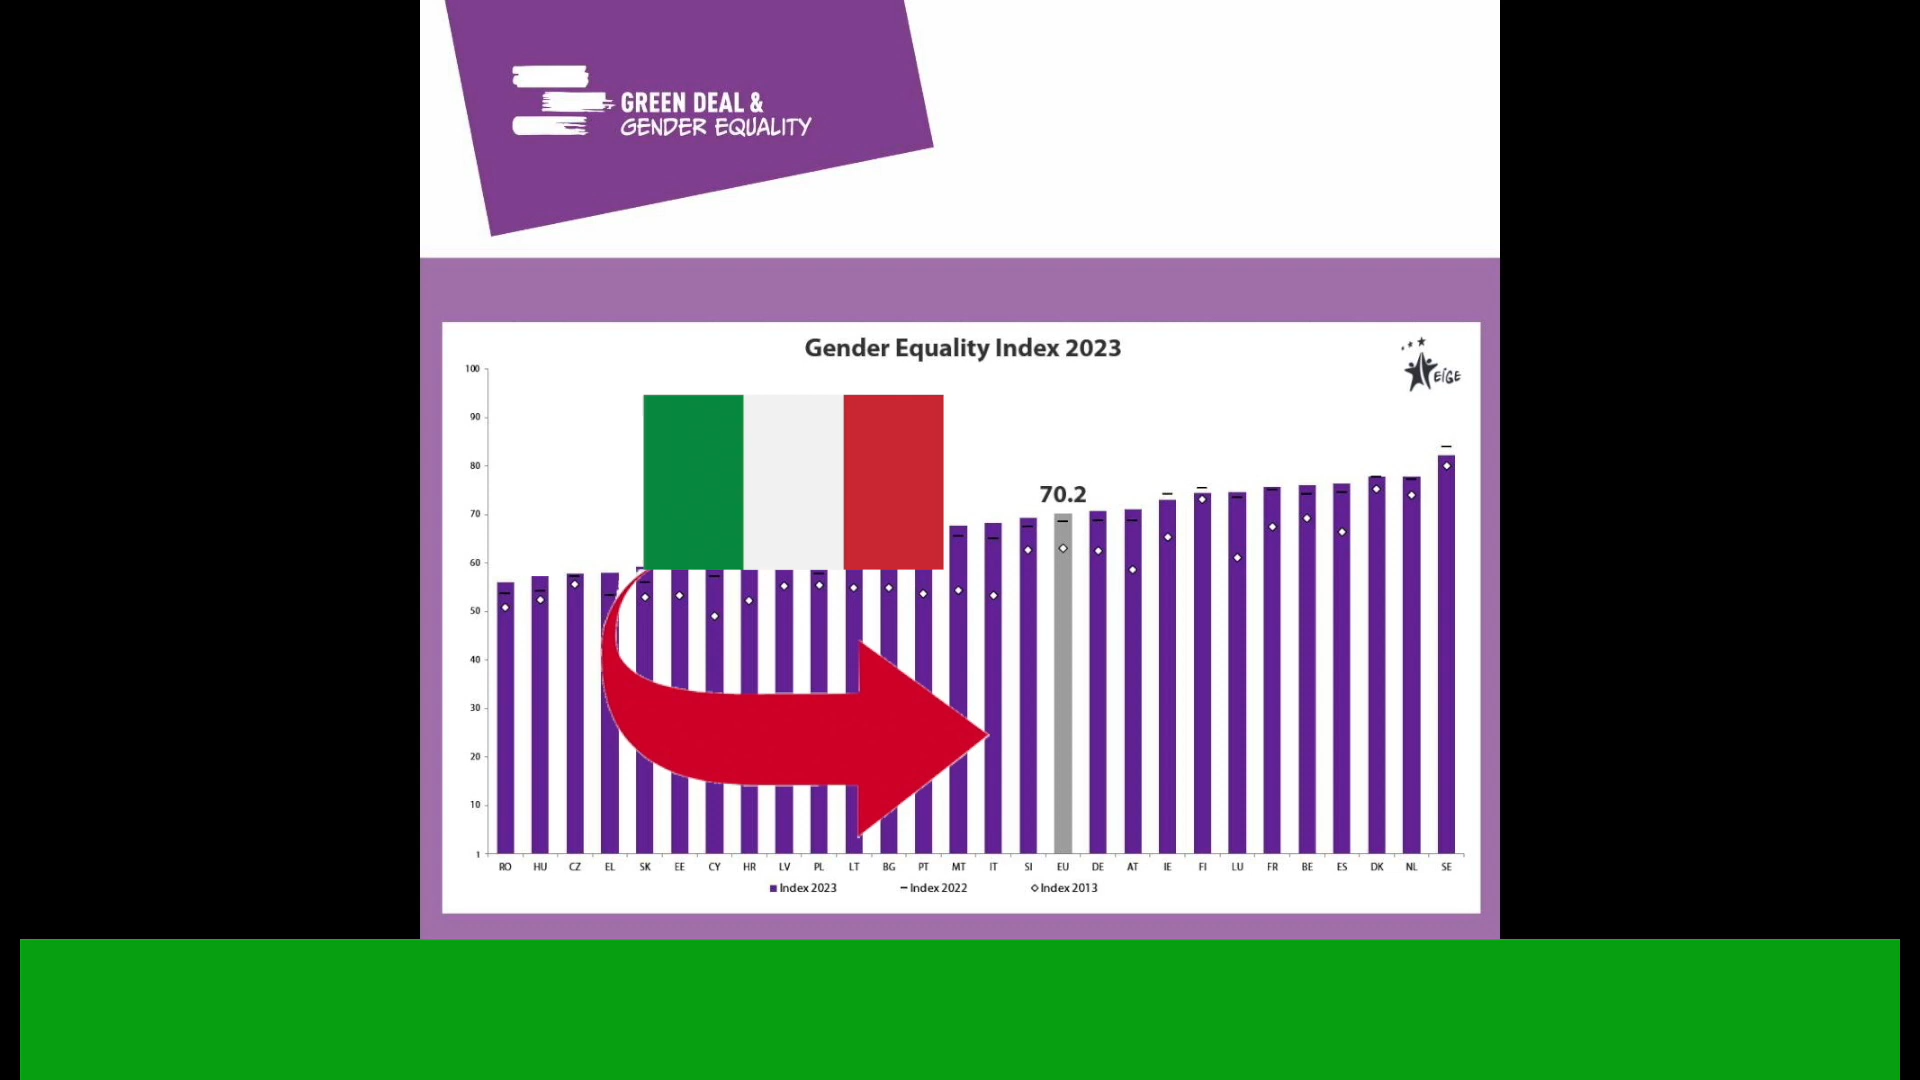 GREEN DEAL &
GENDER EQUALITY
Gender Equality Index 2023
EIGE
100
90
80
70
60
50
40
30
20
10
1
70.2
RO HU CZ EL SK EE CY HR LV PL LT BG PT MT IT SI EU DE AT IE FI LU FR BE ES DK NL SE
Index 2023 Index 2022 Index 2013